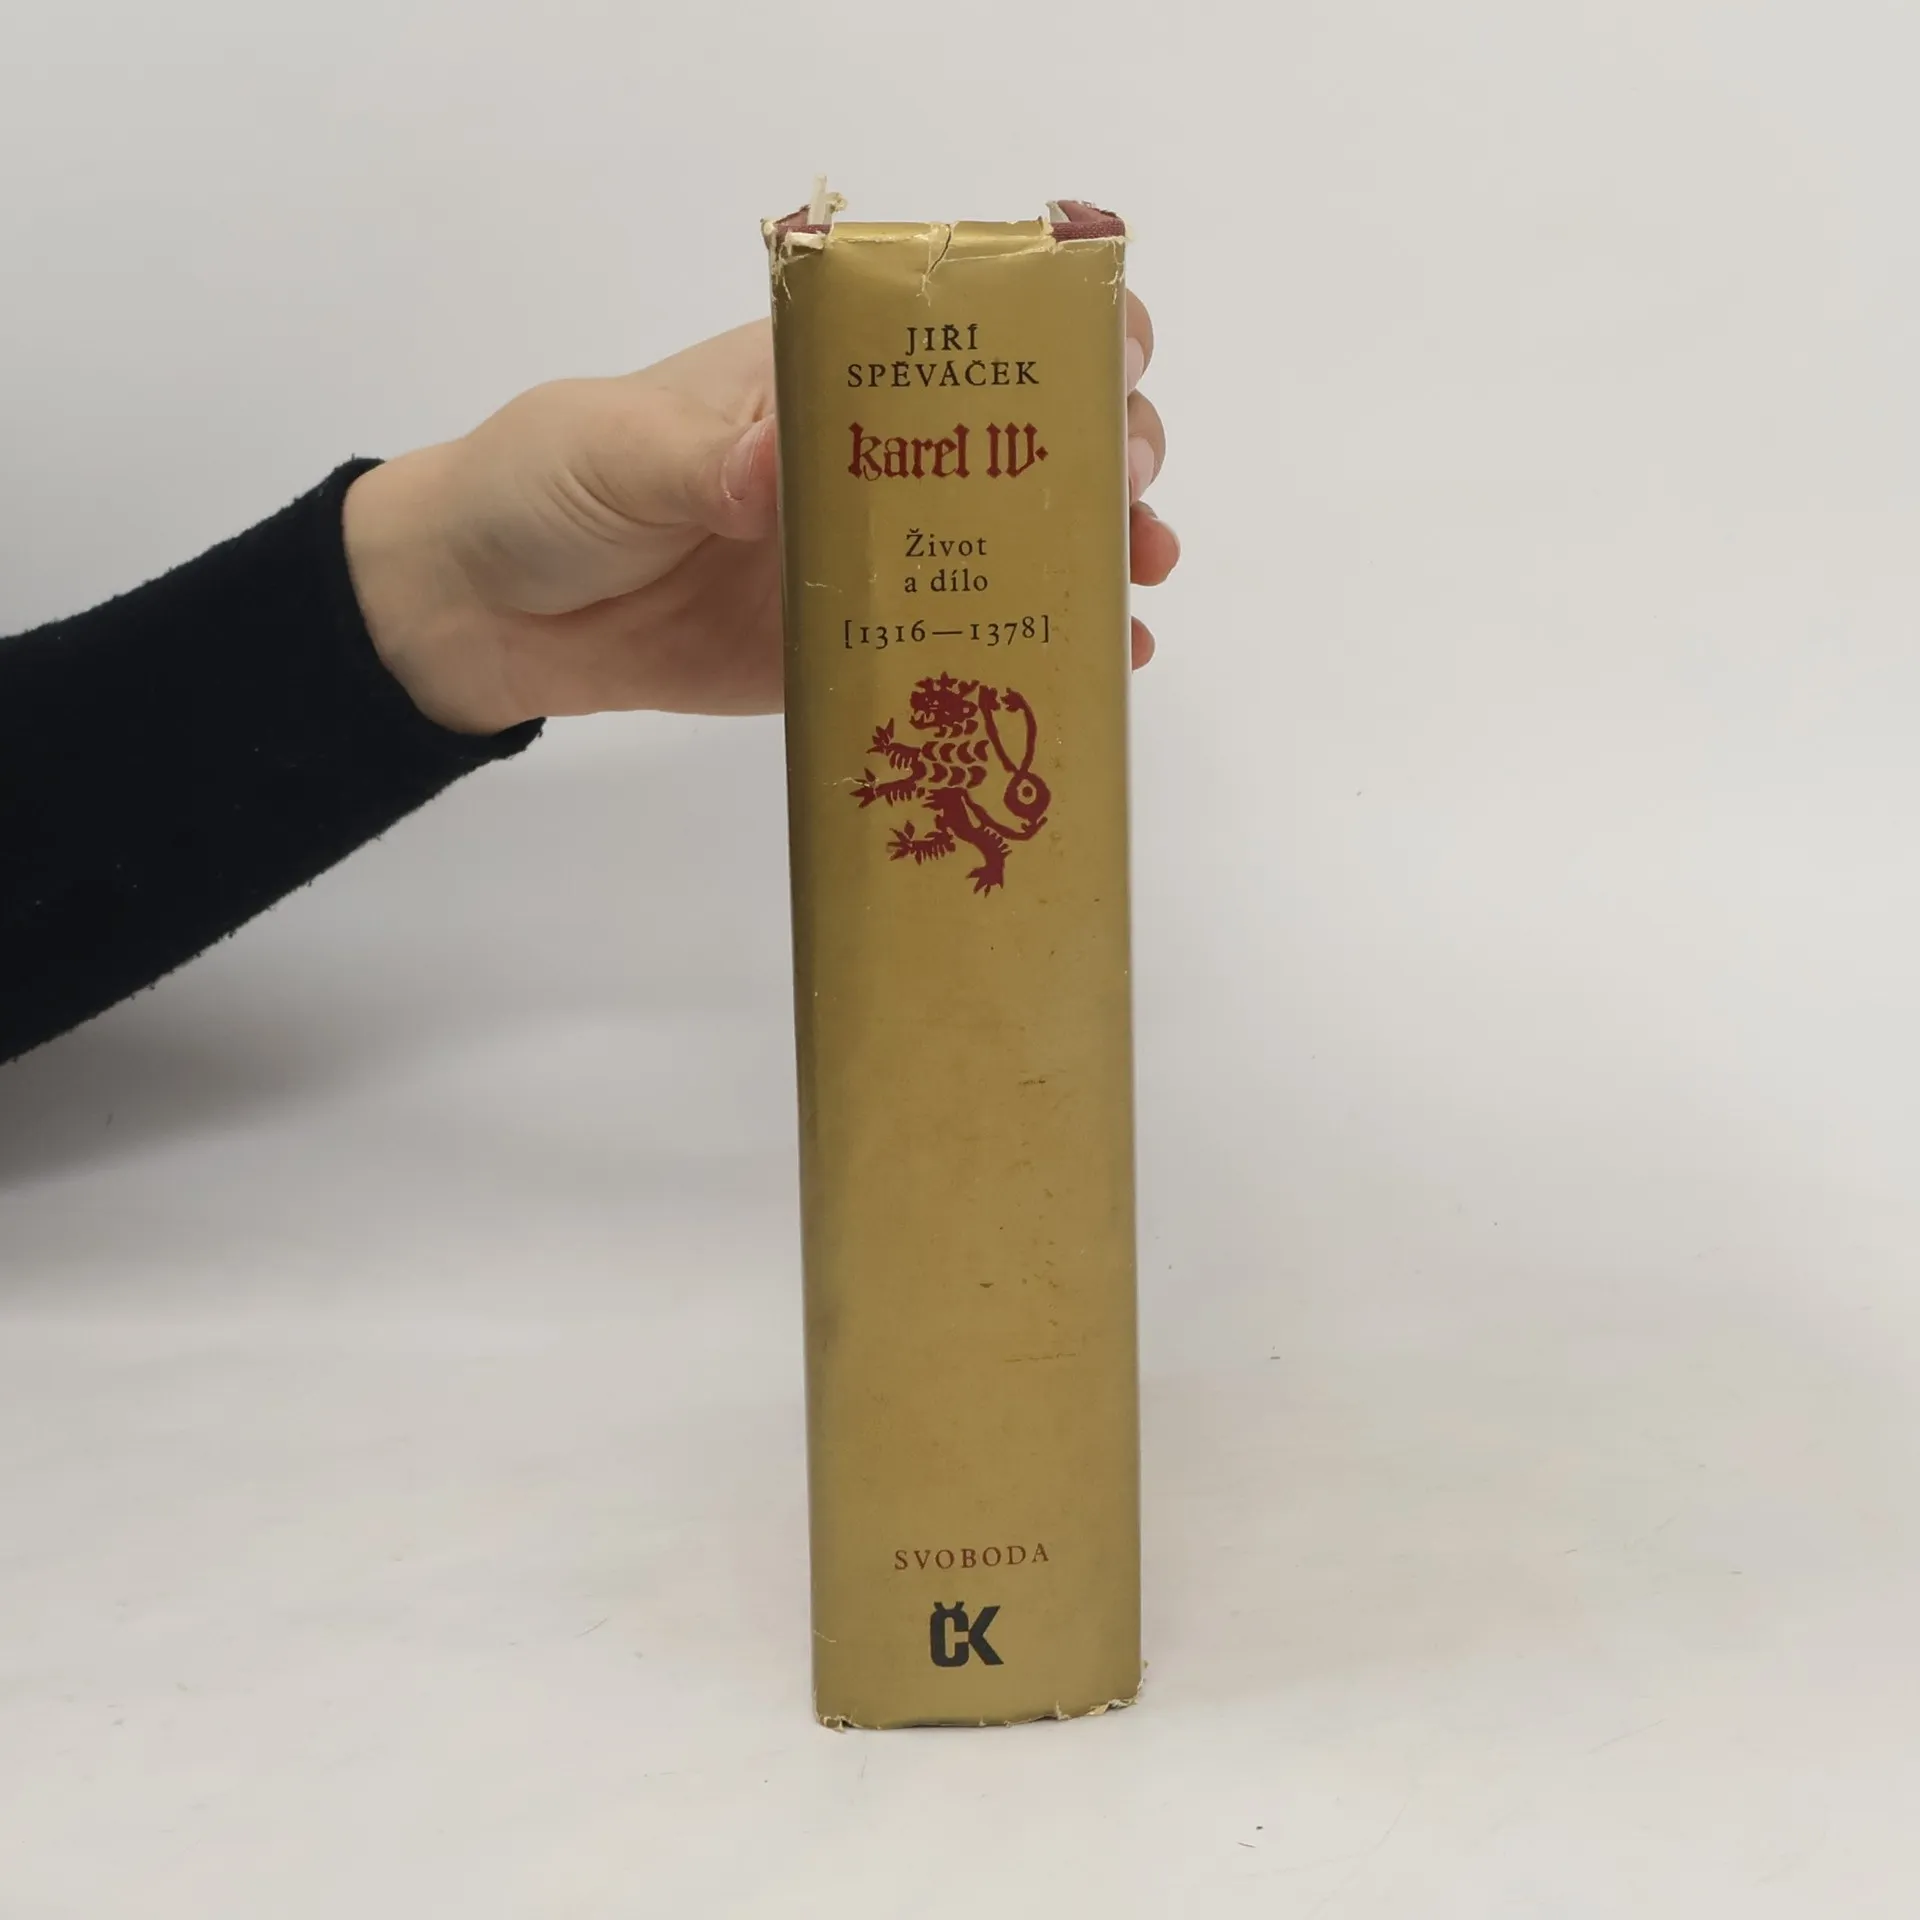 JIŘÍ
SPĚVÁČEK
karel IV.
Život
a dílo
[1316—1378]
SVOBODA
ČK